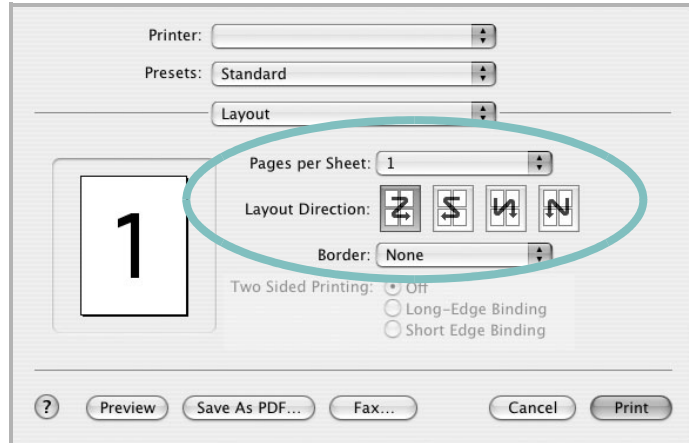 Printer:
Presets: Standard
Layout
Pages per Sheet: 1
Layout Direction:
Border: None
Two Sided Printing: Off
Long-Edge Binding
Short Edge Binding
1
? Preview Save As PDF... Fax... Cancel Print